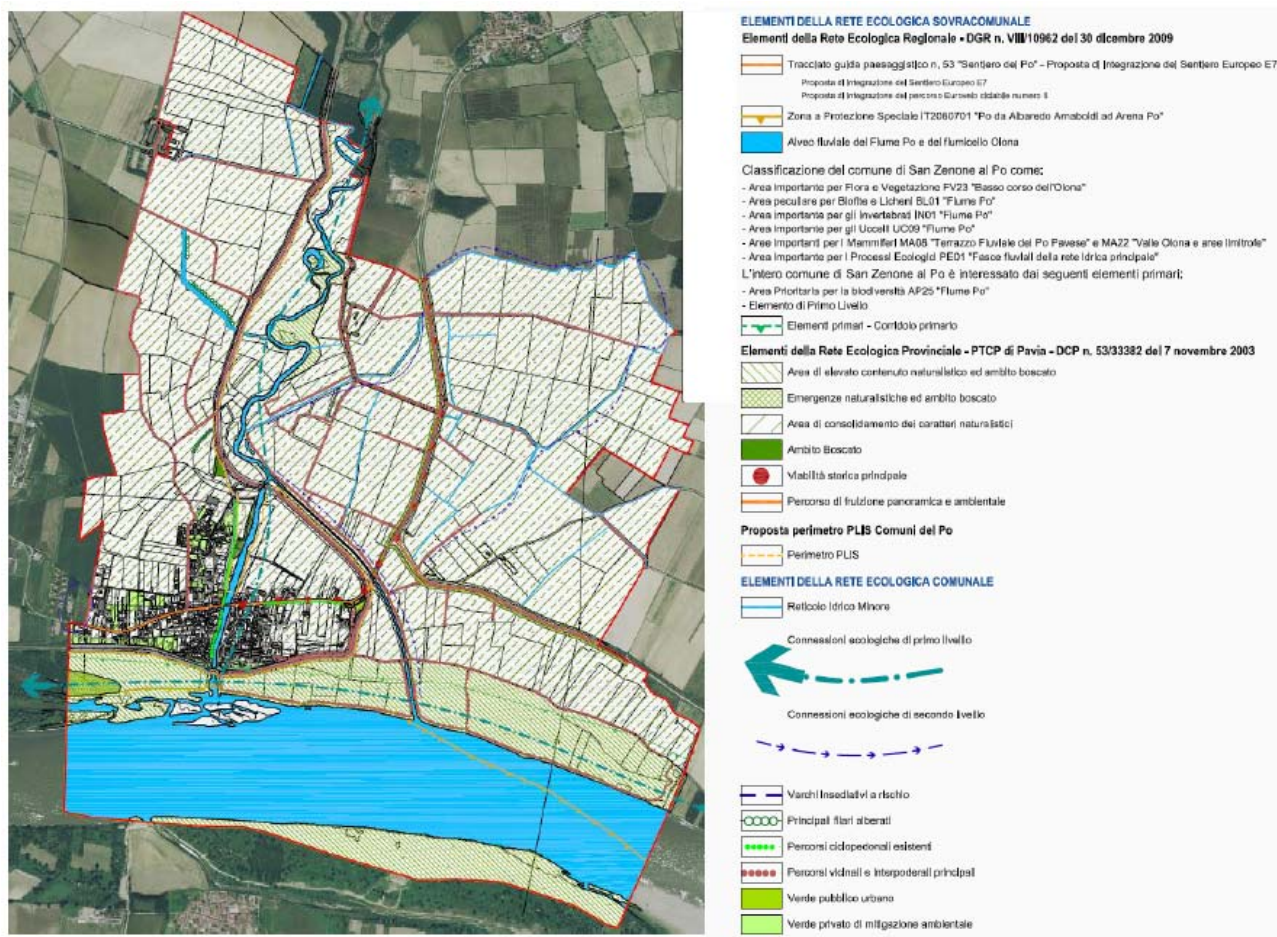 ELEMENTI DELLA RETE ECOLOGICA SOVRACOMUNALE
Elementi della Rete Ecologica Regionale - DGR n. VIII/10962 del 30 dicembre 2009
Tracciato guida paesaggistico n. 53 "Sentiero del Po" - Proposta di integrazione del Sentiero Europeo E7
Proposta di integrazione del Sentiero Europeo E7
Proposta di integrazione del percorso Eurovelo ciclabile numero 8
Zona a Protezione Speciale IT2080701 "Po da Albaredo Arnaboldi ad Arena Po"
Alveo fluviale del Fiume Po e del fiumicello Olona
Classificazione del comune di San Zenone al Po come:
- Area importante per Flora e Vegetazione FV23 "Basso corso dell'Olona"
- Area peculiare per Briofite e Licheni BL01 "Fiume Po"
- Area importante per gli invertebrati IN01 "Fiume Po"
- Area importante per gli Uccelli UC09 "Fiume Po"
- Aree importanti per i Mammiferi MA08 "Terrazzo Fluviale del Po Pavese" e MA22 "Valle Olona e aree limitrofe"
- Area importante per i Processi Ecologici PE01 "Fasce fluviali della rete idrica principale"
L'intero comune di San Zenone al Po è interessato dai seguenti elementi primari:
- Area Prioritaria per la biodiversità AP25 "Fiume Po"
- Elemento di Primo Livello
Elementi primari - Corridoio primario
Elementi della Rete Ecologica Provinciale - PTCP di Pavia - DCP n. 53/33382 del 7 novembre 2003
Area di elevato contenuto naturalistico ed ambito boscato
Emergenze naturalistiche ed ambito boscato
Area di consolidamento dei caratteri naturalistici
Ambito Boscato
Viabilità storica principale
Percorso di fruizione panoramica e ambientale
Proposta perimetro PLIS Comuni del Po
Perimetro PLIS
ELEMENTI DELLA RETE ECOLOGICA COMUNALE
Reticolo Idrico Minore
Connessioni ecologiche di primo livello
Connessioni ecologiche di secondo livello
Varchi insediativi a rischio
Principali filari alberati
Percorsi ciclopedonali esistenti
Percorsi vicinali e interpoderali principali
Verde pubblico urbano
Verde privato di mitigazione ambientale